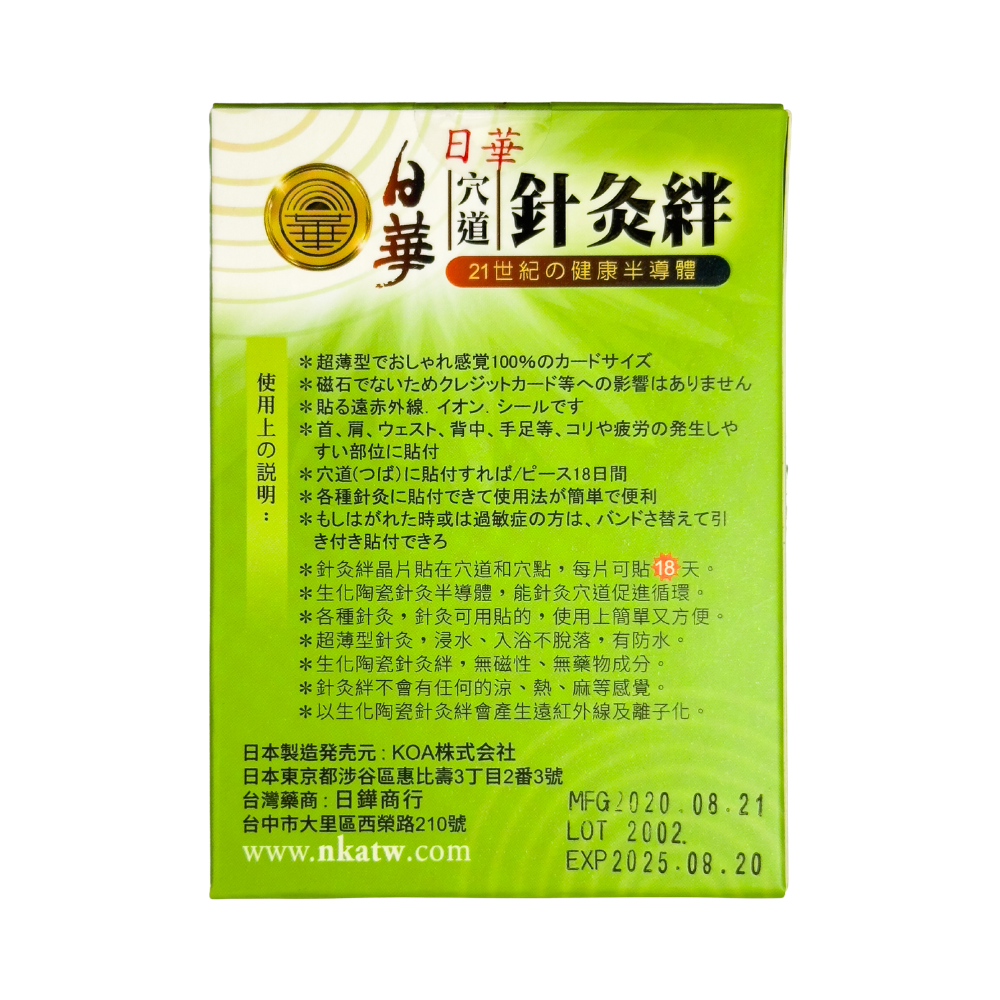 日華
日華
穴道
針灸絆
21世紀の健康半導體
使用上の説明：
＊超薄型でおしゃれ感覚100%のカードサイズ
＊磁石でないためクレジットカード等への影響はありません
＊貼る遠赤外線．イオン．シールです
＊首、肩、ウェスト、背中、手足等、コリや疲労の発生しや
すい部位に貼付
＊穴道(つぱ)に貼付すれば/ピース18日間
＊各種針灸に貼付できて使用法が簡単で便利
＊もしはがれた時或は過敏症の方は、バンドさ替えて引
き付き貼付できろ
＊針灸絆晶片貼在穴道和穴點，每片可貼18天。
＊生化陶瓷針灸半導體，能針灸穴道促進循環。
＊各種針灸，針灸可用貼的，使用上簡單又方便。
＊超薄型針灸，浸水、入浴不脫落，有防水。
＊生化陶瓷針灸絆，無磁性、無藥物成分。
＊針灸絆不會有任何的涼、熱、麻等感覺。
＊以生化陶瓷針灸絆會產生遠紅外線及離子化。
日本製造発売元：KOA株式会社
日本東京都涉谷區惠比壽3丁目2番3號
台灣藥商：日鏵商行
台中市大里區西榮路210號
www.nkatw.com
MFG2020.08.21
LOT 2002.
EXP2025.08.20